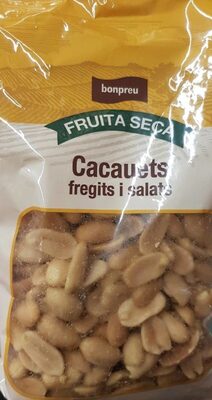 bonpreu
FRUITA SECA
Cacauets
fregits i salats